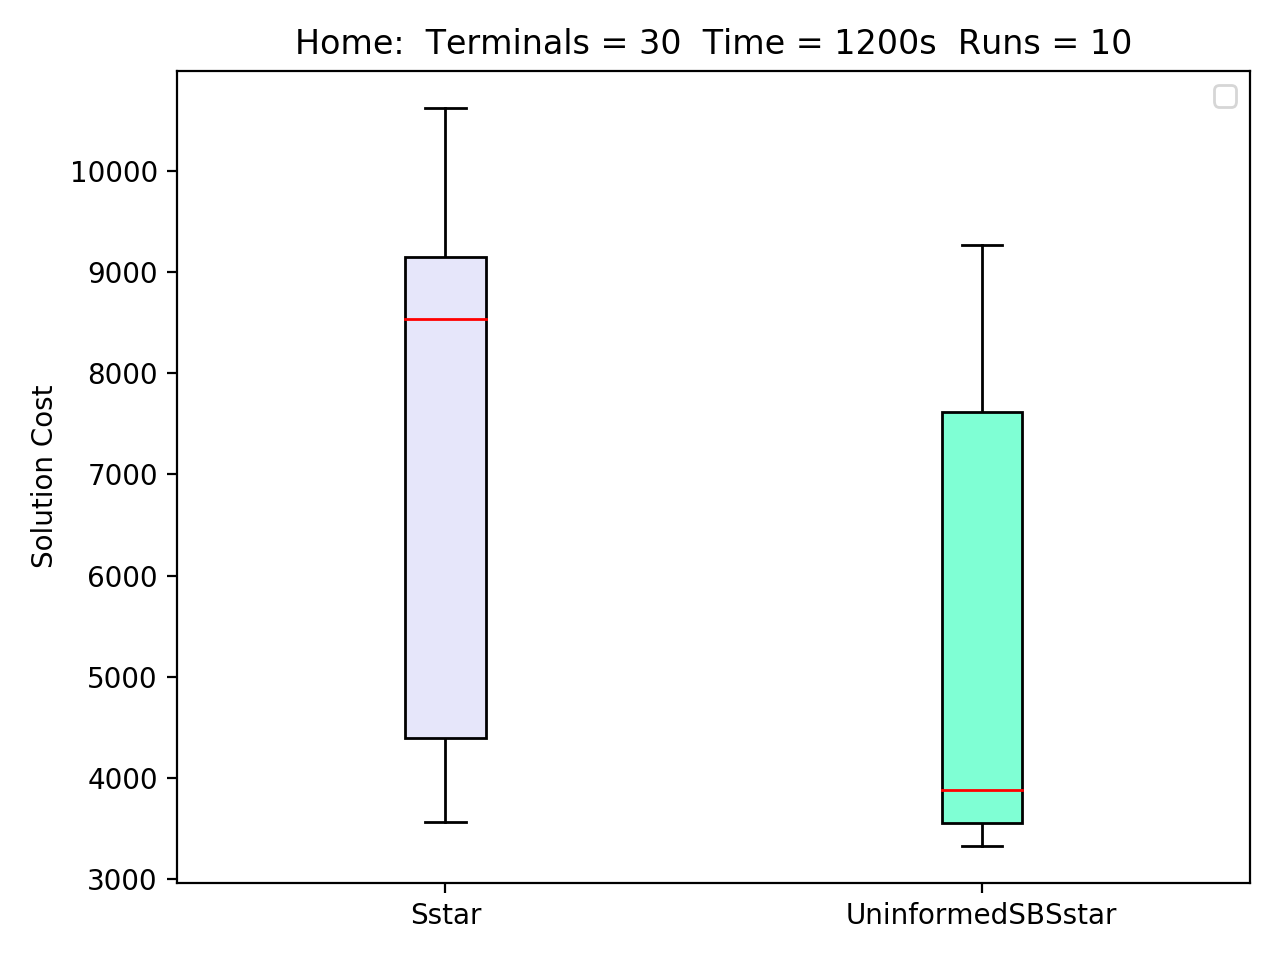 Home:  Terminals = 30  Time = 1200s  Runs = 10
Solution Cost
10000
9000
8000
7000
6000
5000
4000
3000
Sstar
UninformedSBSstar